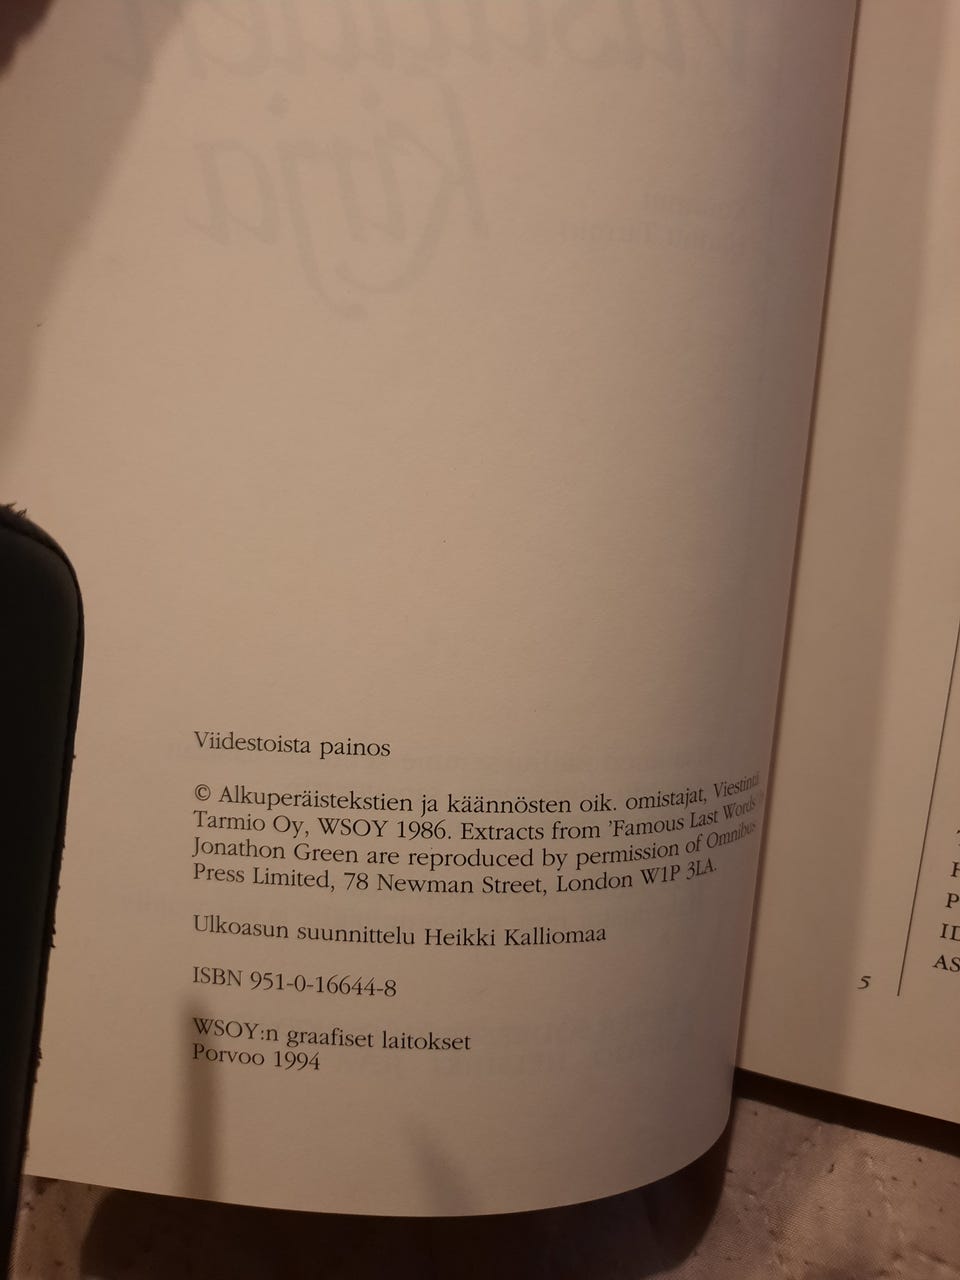 kirja
Viidestoista painos
© Alkuperäistekstien ja käännösten oik. omistajat,
Tarmio Oy, WSOY 1986. Extracts from 'Famous Last Words'
Jonathon Green are reproduced by permission of Omnibus
Press Limited, 78 Newman Street, London W1P 3LA.
Ulkoasun suunnittelu Heikki Kalliomaa
ISBN 951-0-16644-8
WSOY:n graafiset laitokset
Porvoo 1994
5
P
AS